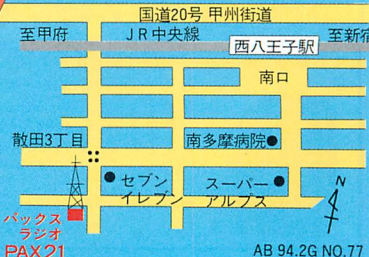 国道20号 甲州街道
至甲府
JR中央線
至新宿
西八王子駅
南口
散田3丁目
南多摩病院
セブン
イレブン
スーパー
アルプス
N
パックス
ラジオ
PAX21
AB 94.2G NO.77